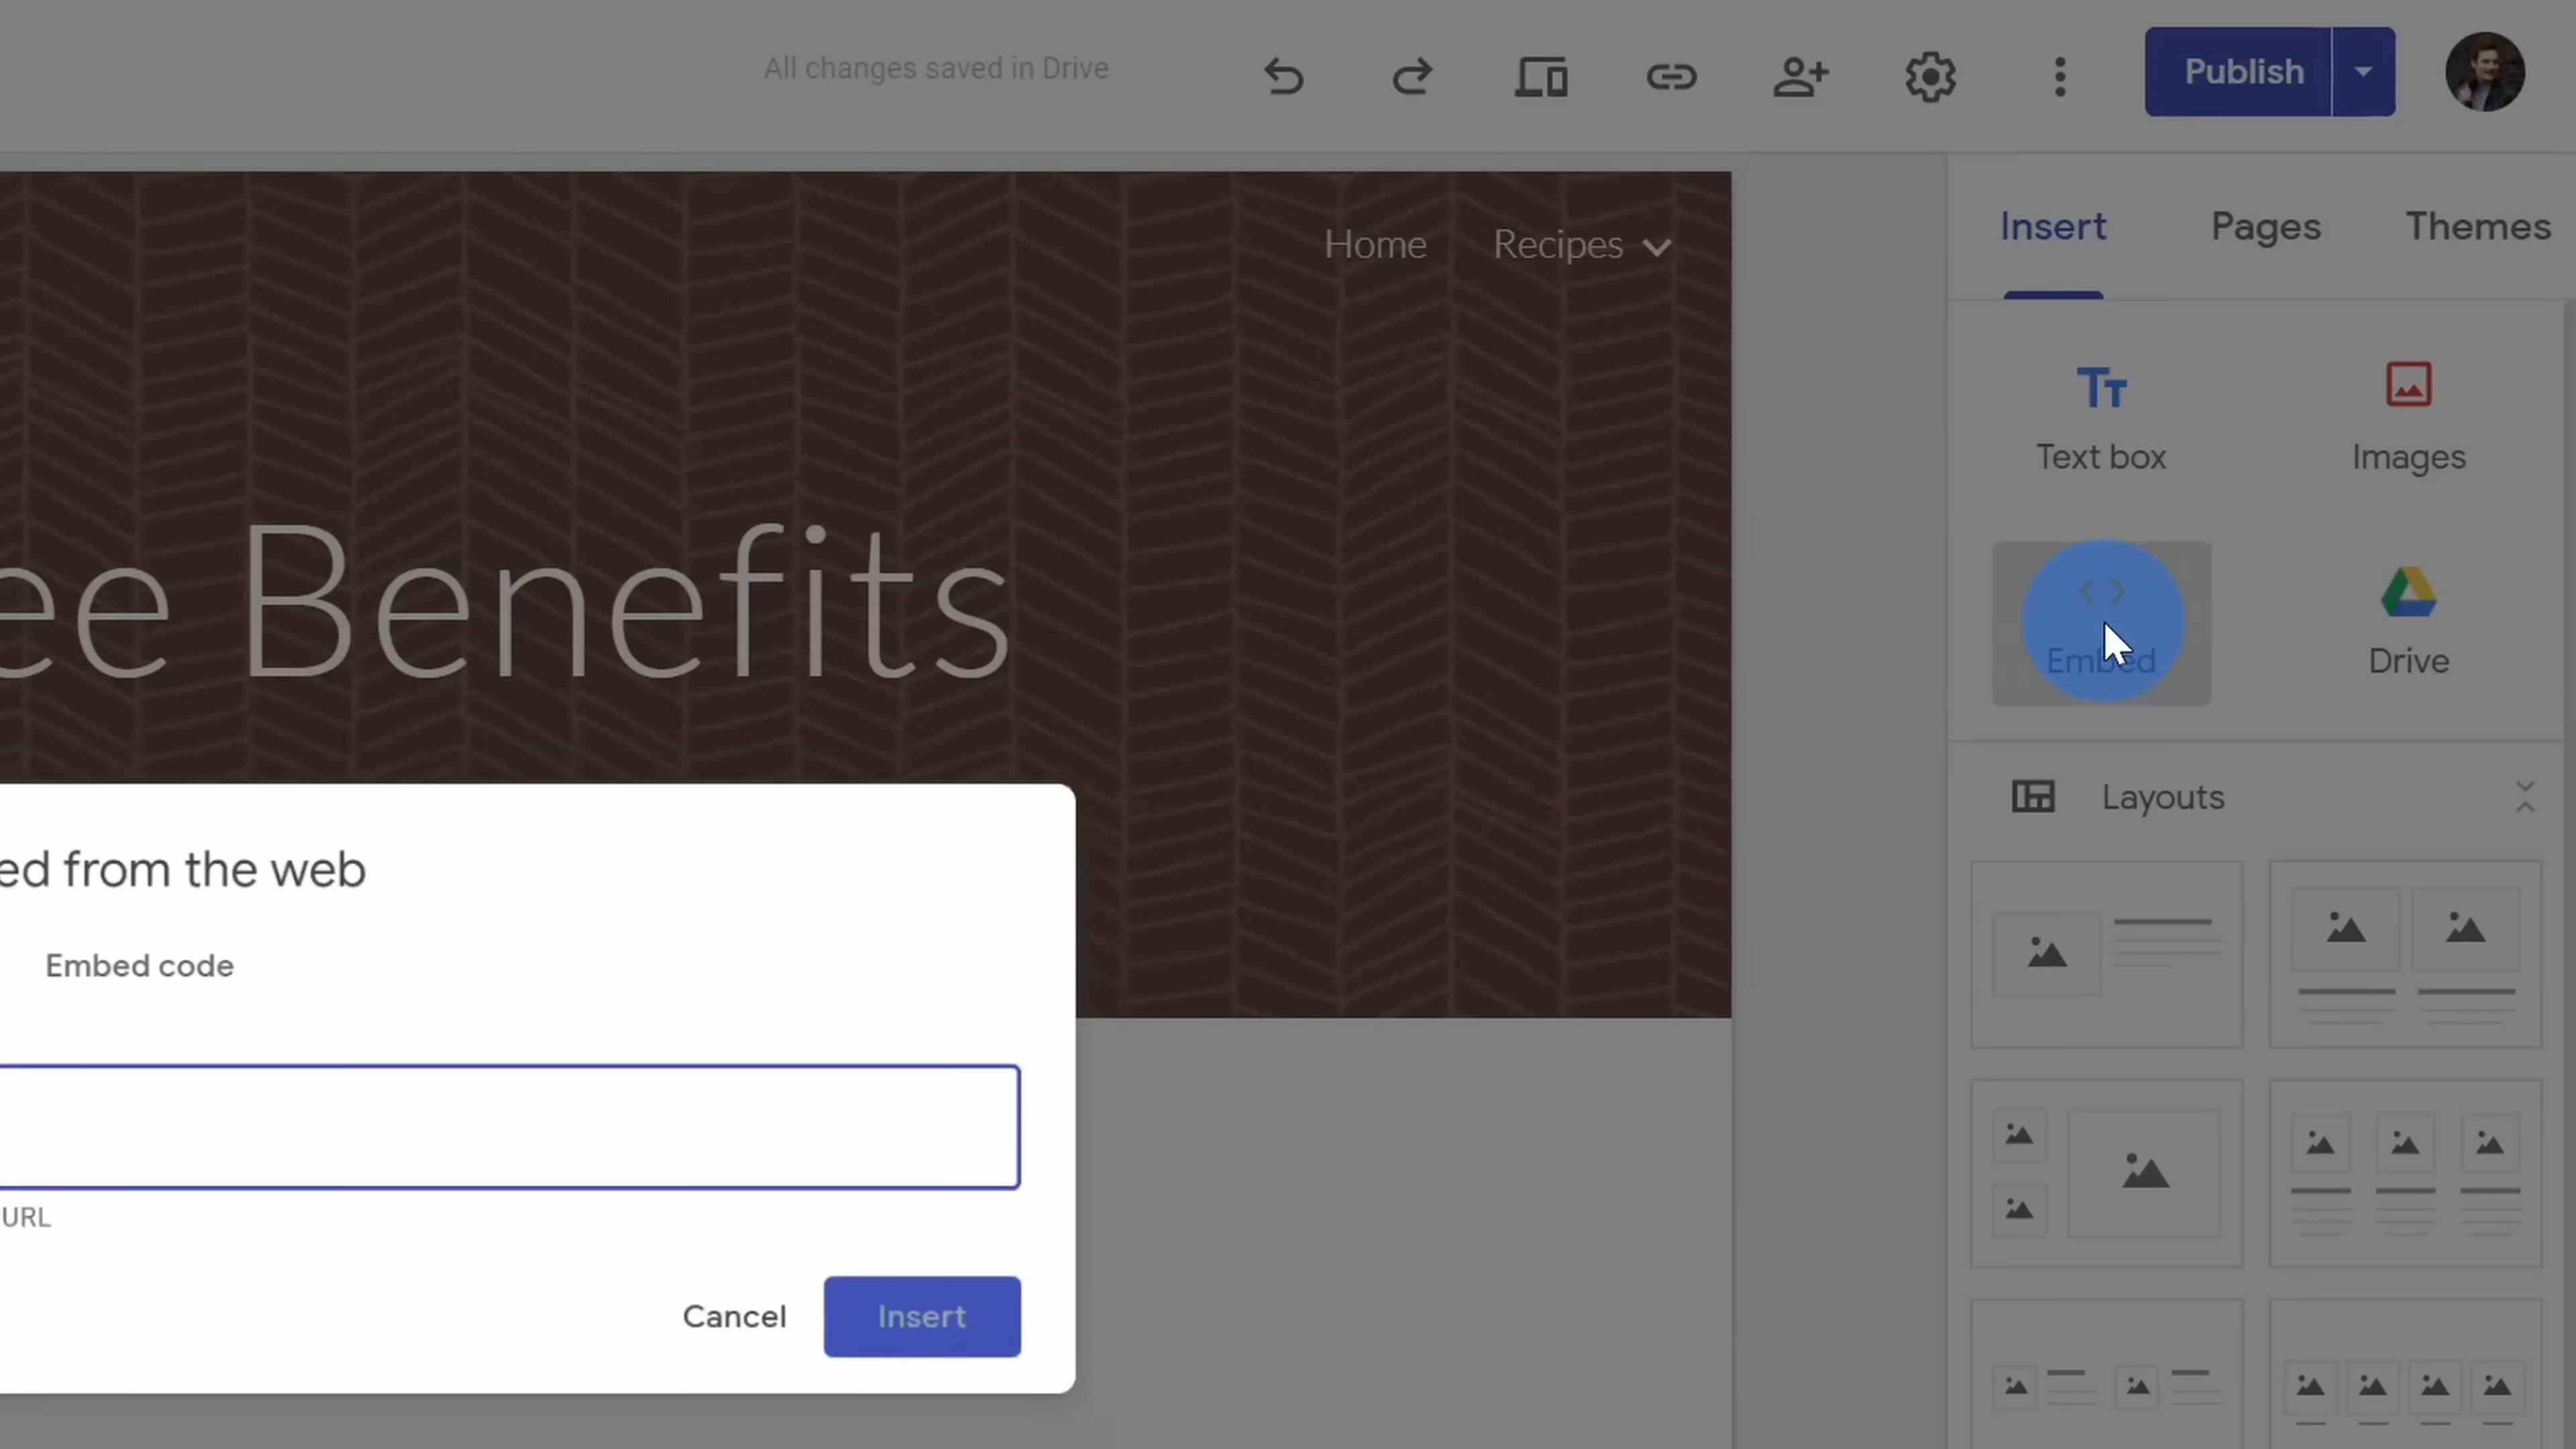 All changes saved in Drive
Publish
Insert Pages Themes
Home Recipes
Text box Images
ee Benefits
Embed Drive
Layouts
ed from the web
Embed code
URL
Cancel Insert